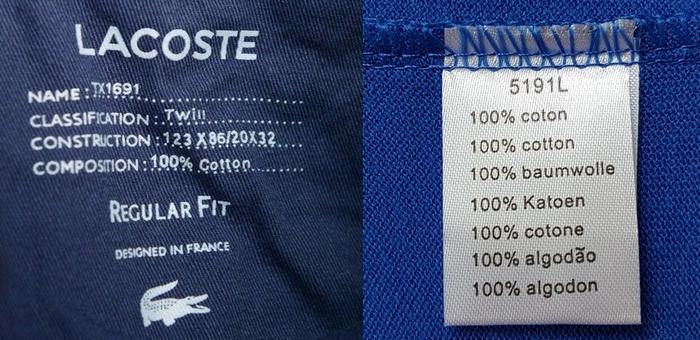 LACOSTE
NAME : TX1691
CLASSIFICATION : Twill
CONSTRUCTION : 123 X 86/20X32
COMPOSITION : 100% Cotton
REGULAR FIT
DESIGNED IN FRANCE
5191L
100% coton
100% cotton
100% baumwolle
100% Katoen
100% cotone
100% algodão
100% algodon